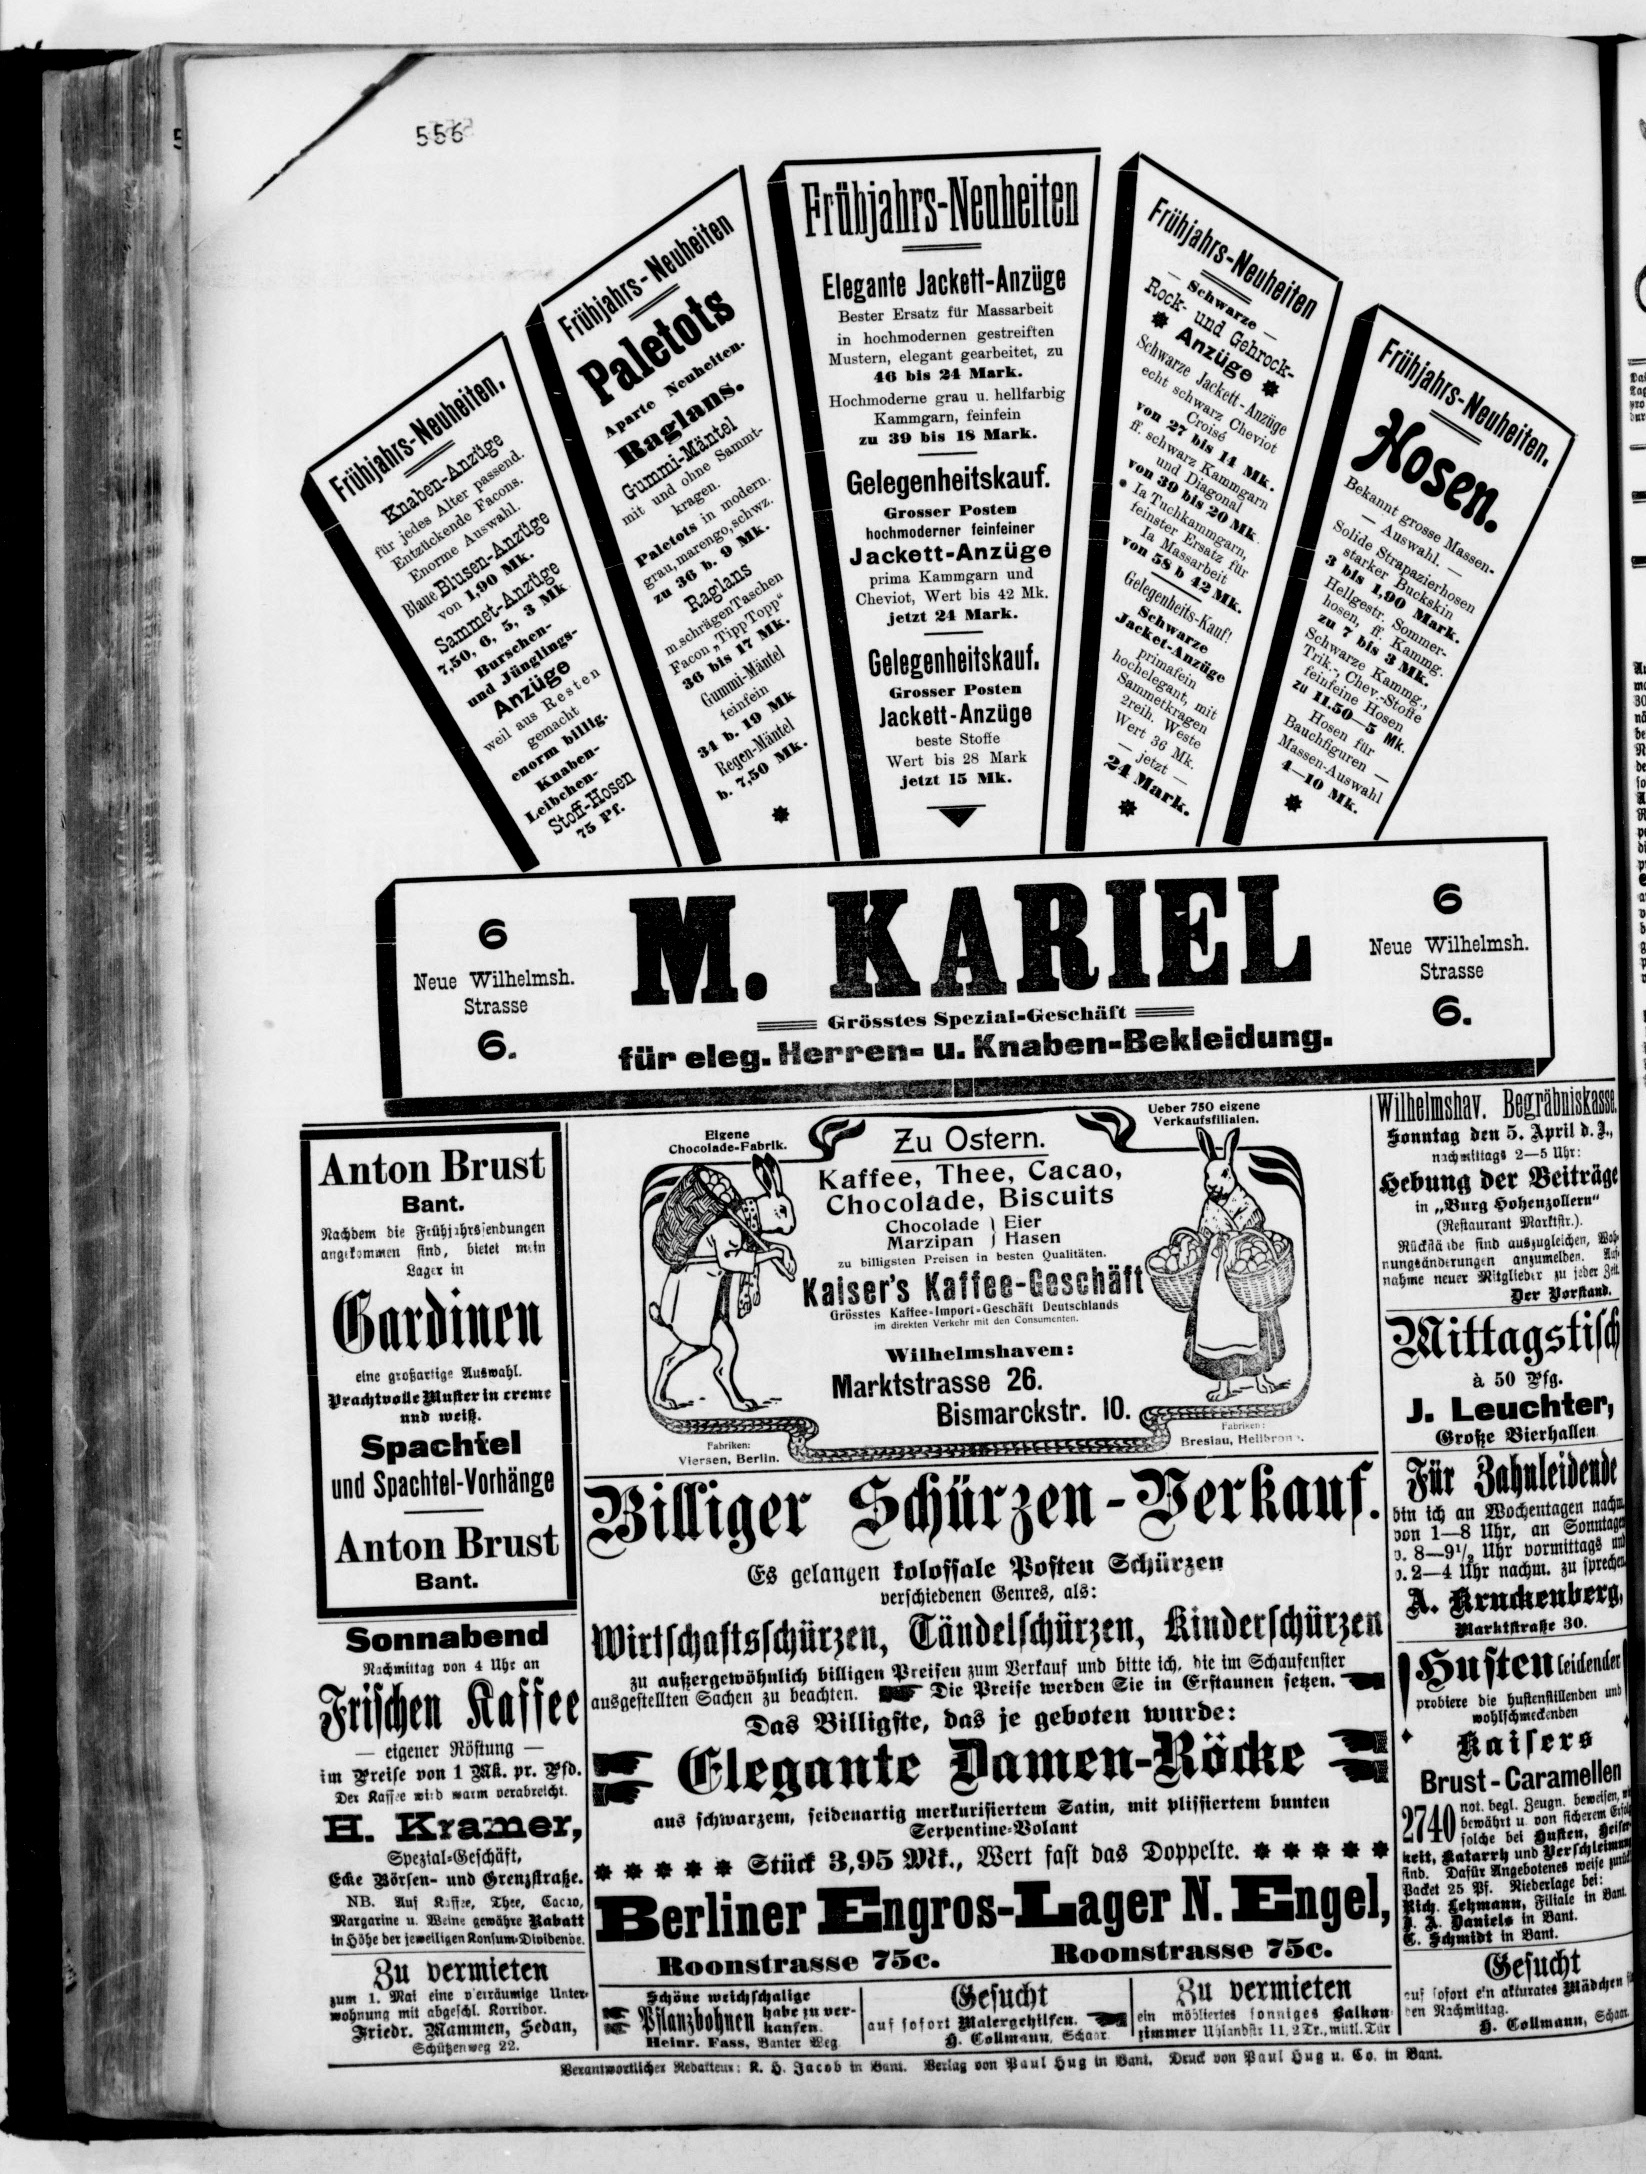 556
Frühjahrs-Neuheiten.
Knaben-Anzüge
für jedes Alter passend.
Entzückende Facons.
Enorme Auswahl.
Blaue Blusen-Anzüge
von 1,90 Mk.
Sammet-Anzüge
7,50, 6, 5, 3 Mk.
Burschen-
und Jünglings-
Anzüge
weil aus Resten
gemacht
enorm billig.
Knaben-
Leibchen-
Stoff-Hosen
75 Pf.
Frühjahrs-Neuheiten
Paletots
Aparte Neuheiten.
Raglans.
Gummi-Mäntel
mit und ohne Sammt-
kragen.
Paletots in modern.
grau, marengo, schwz.
zu 36 b. 9 Mk.
Raglans
m. schrägen Taschen
Facon „Tipp Topp“
36 bis 17 Mk.
Gummi-Mäntel
feinfein
34 b. 19 Mk
Regen-Mäntel
b. 7,50 Mk.
Frühjahrs-Neuheiten
Elegante Jackett-Anzüge
Bester Ersatz für Massarbeit
in hochmodernen gestreiften
Mustern, elegant gearbeitet, zu
46 bis 24 Mark.
Hochmoderne grau u. hellfarbig
Kammgarn, feinfein
zu 39 bis 18 Mark.
Gelegenheitskauf.
Grosser Posten
hochmoderner feinfeiner
Jackett-Anzüge
prima Kammgarn und
Cheviot, Wert bis 42 Mk.
jetzt 24 Mark.
Gelegenheitskauf.
Grosser Posten
Jackett-Anzüge
beste Stoffe
Wert bis 28 Mark
jetzt 15 Mk.
Frühjahrs-Neuheiten
— Schwarze —
Rock- und Gehrock-
Anzüge
Schwarze Jackett-Anzüge
echt schwarz Cheviot
Croisé
von 27 bis 14 Mk.
ff. schwarz Kammgarn
und Diagonal
von 39 bis 20 Mk.
Ia Tuchkammgarn,
feinster Ersatz für
Ia Massarbeit
von 58 b 42 Mk.
Gelegenheits-Kauf!
Schwarze
Jacket-Anzüge
primafein
hochelegant, mit
Sammetkragen
2reih. Weste
Wert 36 Mk.
— jetzt —
24 Mark.
Frühjahrs-Neuheiten.
Hosen.
Bekannt grosse Massen-
— Auswahl. —
Solide Strapazierhosen
starker Buckskin
3 bis 1,90 Mark.
Hellgestr. Sommer-
hosen, ff. Kammg.
zu 7 bis 3 Mk.
Schwarze Kammg.,
Trik-, Chev.-Stoffe
feinfeine Hosen
zu 11.50—5 Mk.
Hosen für
Bauchfiguren —
Massen-Auswahl
4—10 Mk.
6
Neue Wilhelmsh.
Strasse
6.
M. KARIEL
Grösstes Spezial-Geschäft
für eleg. Herren- u. Knaben-Bekleidung.
6
Neue Wilhelmsh.
Strasse
6.
Anton Brust
Bant.
Nachdem die Frühjahrssendungen
angekommen sind, bietet mein
Lager in
Gardinen
eine großartige Auswahl.
Prachtvolle Muster in creme
und weiß.
Spachtel
und Spachtel-Vorhänge
Anton Brust
Bant.
Sonnabend
Nachmittag von 4 Uhr an
Frischen Kaffee
— eigener Röstung —
im Preise von 1 Mk. pr. Pfd.
Der Kaffee wird warm verabreicht.
H. Kramer,
Spezial-Geschäft,
Ecke Börsen- und Grenzstraße.
NB. Auf Kaffee, Thee, Cacao,
Margarine u. Weine gewähre Rabatt
in Höhe der jeweiligen Konsum-Dividende.
Zu vermieten
zum 1. Mai eine vierräumige Unter-
wohnung mit abgeschl. Korridor.
Friedr. Mammen, Sedan,
Schützenweg 22.
Eigene
Chocolade-Fabrik.
Ueber 750 eigene
Verkaufsfilialen.
Zu Ostern.
Kaffee, Thee, Cacao,
Chocolade, Biscuits
Chocolade } Eier
Marzipan } Hasen
zu billigsten Preisen in besten Qualitäten.
Kaiser's Kaffee-Geschäft
Grösstes Kaffee-Import-Geschäft Deutschlands
im direkten Verkehr mit den Consumenten.
Wilhelmshaven:
Marktstrasse 26.
Bismarckstr. 10.
Fabriken:
Viersen, Berlin.
Fabriken:
Breslau, Heilbronn.
Billiger Schürzen-Verkauf.
Es gelangen kolossale Posten Schürzen
verschiedenen Genres, als:
Wirtschaftsschürzen, Tändelschürzen, Kinderschürzen
zu außergewöhnlich billigen Preisen zum Verkauf und bitte ich, die im Schaufenster
ausgestellten Sachen zu beachten. Die Preise werden Sie in Erstaunen setzen.
Das Billigste, das je geboten wurde:
Elegante Damen-Röcke
aus schwarzem, seidenartig merkurisiertem Satin, mit plissiertem bunten
Serpentine-Volant
Stück 3,95 Mk., Wert fast das Doppelte.
Berliner Engros-Lager N. Engel,
Roonstrasse 75c. Roonstrasse 75c.
Schöne weichschalige
Pflanzbohnen habe zu ver-
kaufen.
Heinr. Fass, Banter Weg
Gesucht
auf sofort Malergehilfen.
H. Collmann, Schaar
Zu vermieten
ein möbliertes sonniges Balkon-
zimmer Uhlandstr 11, 2 Tr., mittl. Tür
Wilhelmshav. Begräbniskasse.
Sonntag den 5. April d. J.,
nachmittags 2—5 Uhr:
Hebung der Beiträge
in „Burg Hohenzollern“
(Restaurant Marktstr.).
Rückstände sind auszugleichen, Woh-
nungsänderungen anzumelden. Auf-
nahme neuer Mitglieder zu jeder Zeit.
Der Vorstand.
Mittagstisch
à 50 Pfg.
J. Leuchter,
Große Bierhallen
Für Zahnleidende
bin ich an Wochentagen nachm.
von 1—8 Uhr, an Sonntagen
v. 8—9½ Uhr vormittags und
v. 2—4 Uhr nachm. zu sprechen
A. Kruckenberg,
Marktstraße 30.
Husten leidender
probiere die hustenstillenden und
wohlschmeckenden
Kaisers
Brust-Caramellen
2740 not. begl. Zeugn. beweisen, wie
bewährt u. von sicherem Erfolg
solche bei Husten, Heiser-
keit, Katarrh und Verschleimung
sind. Dafür Angebotenes weise zurück
Packet 25 Pf. Niederlage bei:
Rich. Lehmann, Filiale in Bant.
J. A. Daniels in Bant.
C. Schmidt in Bant.
Gesucht
auf sofort ein akkurates Mädchen für
den Nachmittag.
H. Collmann, Schaar.
Verantwortlicher Redakteur: K. H. Jacob in Bant. Verlag von Paul Hug in Bant. Druck von Paul Hug u. Co. in Bant.